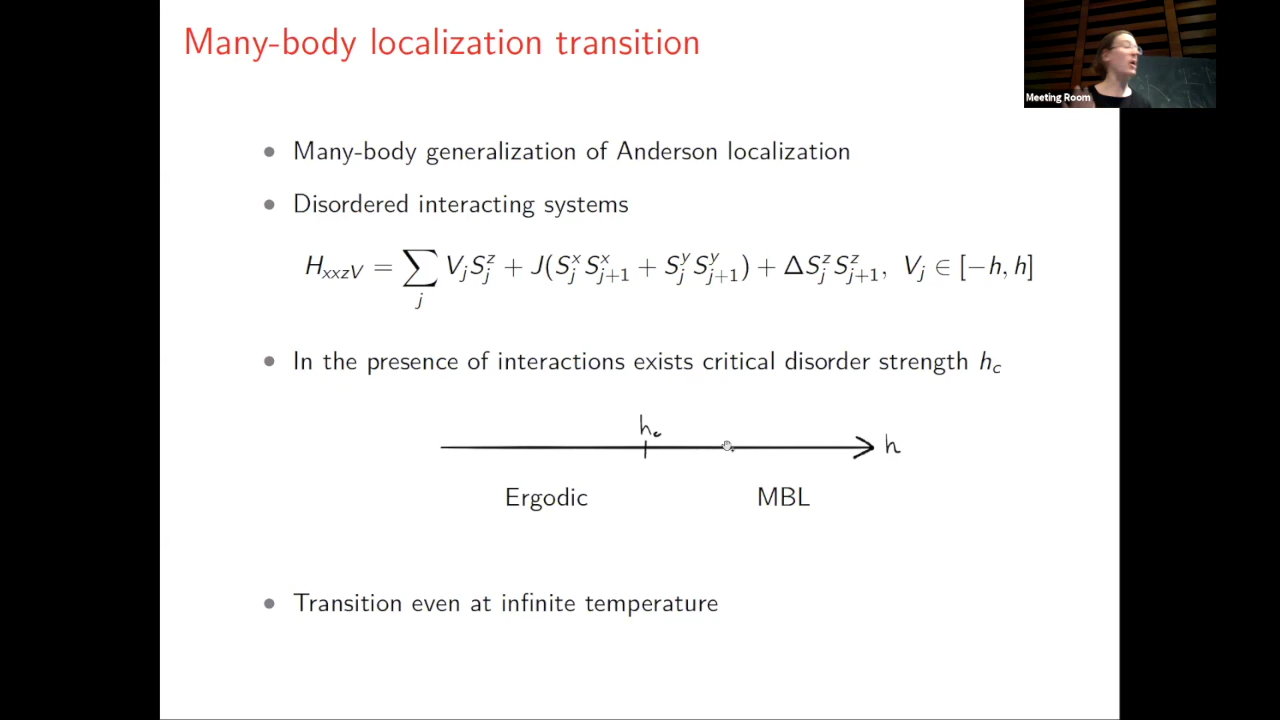 Many-body localization transition
Meeting Room
• Many-body generalization of Anderson localization
• Disordered interacting systems
H_{xxzV} = \sum_j V_j S^z_j + J(S^x_j S^x_{j+1} + S^y_j S^y_{j+1}) + ΔS^z_j S^z_{j+1}, V_j ∈ [−h, h]
• In the presence of interactions exists critical disorder strength h_c
h_c
h
Ergodic MBL
• Transition even at infinite temperature